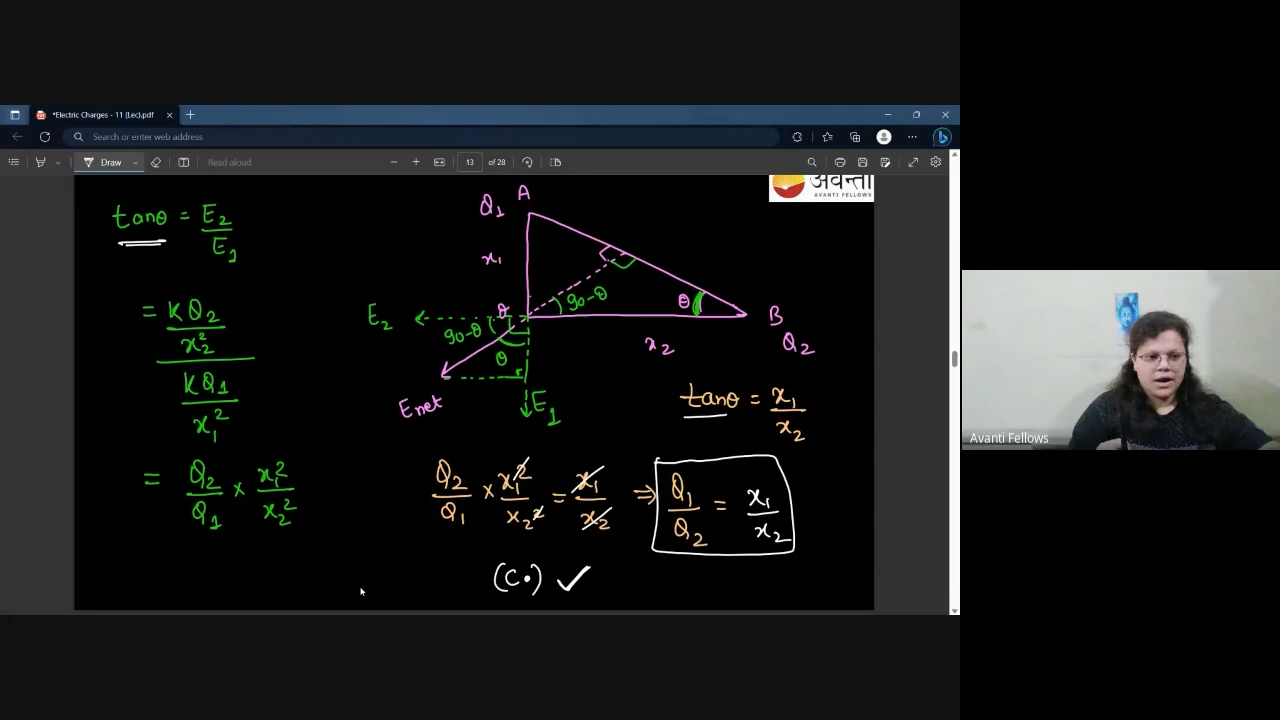 *Electric Charges - 11 (Lec).pdf
Search or enter web address
Draw
Read aloud
13 of 28
अवन्ती
AVANTI FELLOWS
tanθ = E₂/E₁
= kQ₂/x₂² / kQ₁/x₁²
= Q₂/Q₁ × x₁²/x₂²
Q₁ A
x₁
90-θ
θ
B
Q₂
x₂
E₂
90-θ
θ
Enet
E₁
tanθ = x₁/x₂
Q₂/Q₁ × x₁²/x₂² = x₁/x₂ ⇒ Q₁/Q₂ = x₁/x₂
(C.) ✓
Avanti Fellows